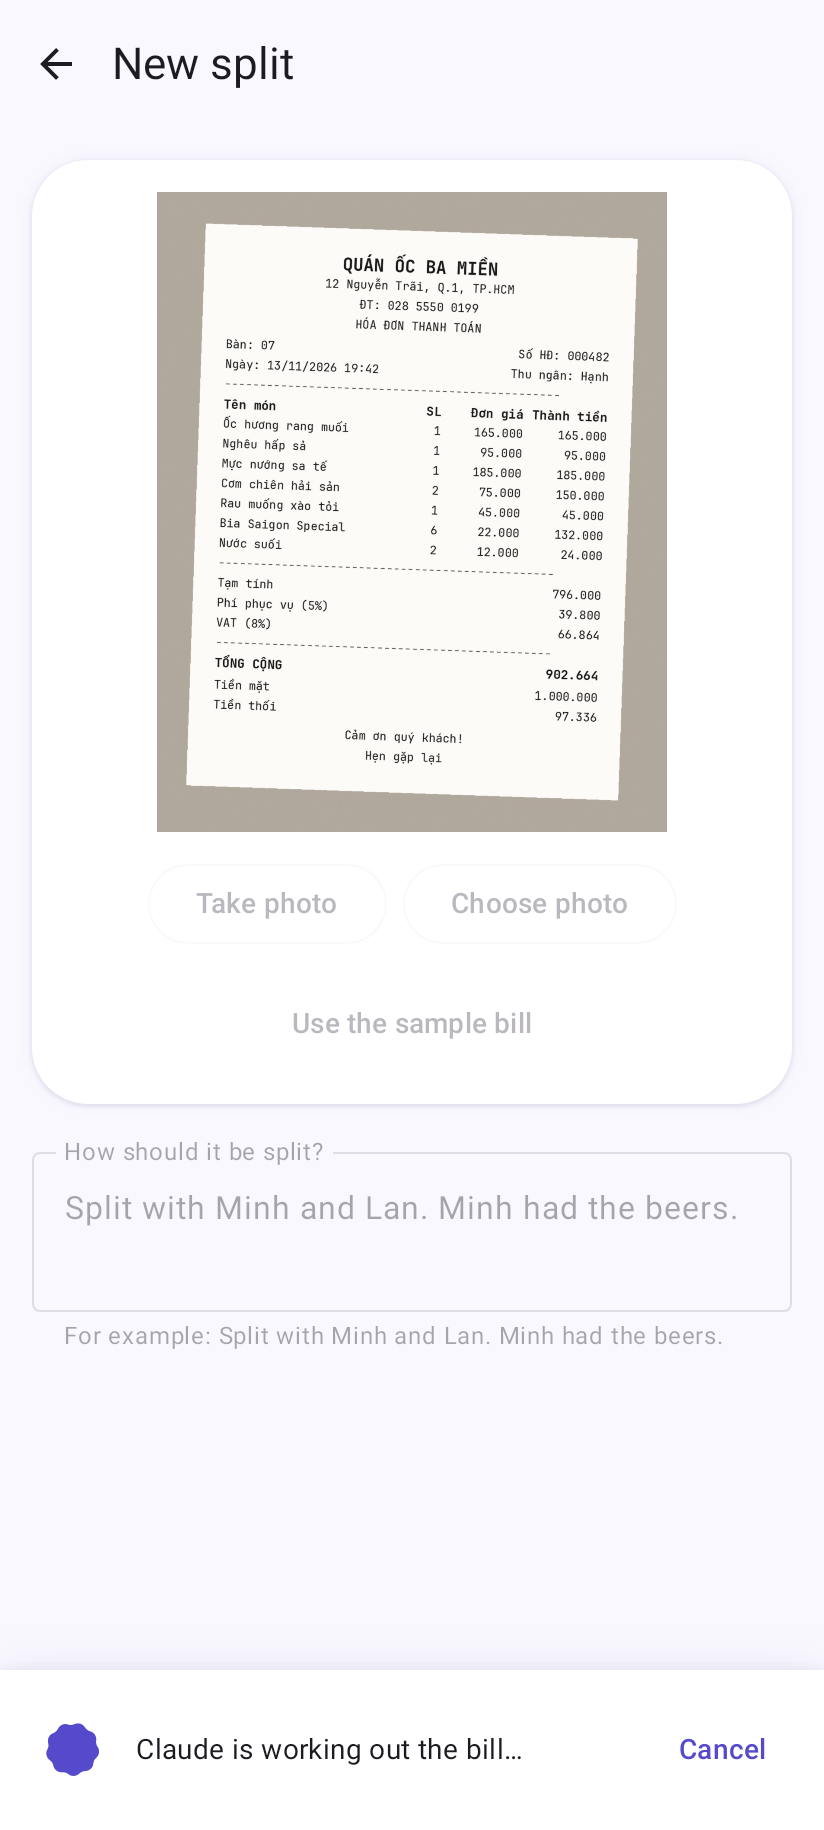 New split
QUÁN ỐC BA MIỀN
12 Nguyễn Trãi, Q.1, TP.HCM
ĐT: 028 5550 0199
HÓA ĐƠN THANH TOÁN
Bàn: 07 Số HĐ: 000482
Ngày: 13/11/2026 19:42 Thu ngân: Hạnh
Tên món SL Đơn giá Thành tiền
Ốc hương rang muối 1 165.000 165.000
Nghêu hấp sả 1 95.000 95.000
Mực nướng sa tế 1 185.000 185.000
Cơm chiên hải sản 2 75.000 150.000
Rau muống xào tỏi 1 45.000 45.000
Bia Saigon Special 6 22.000 132.000
Nước suối 2 12.000 24.000
Tạm tính 796.000
Phí phục vụ (5%) 39.800
VAT (8%) 66.864
TỔNG CỘNG 902.664
Tiền mặt 1.000.000
Tiền thối 97.336
Cảm ơn quý khách!
Hẹn gặp lại
Take photo Choose photo
Use the sample bill
How should it be split?
Split with Minh and Lan. Minh had the beers.
For example: Split with Minh and Lan. Minh had the beers.
Claude is working out the bill… Cancel